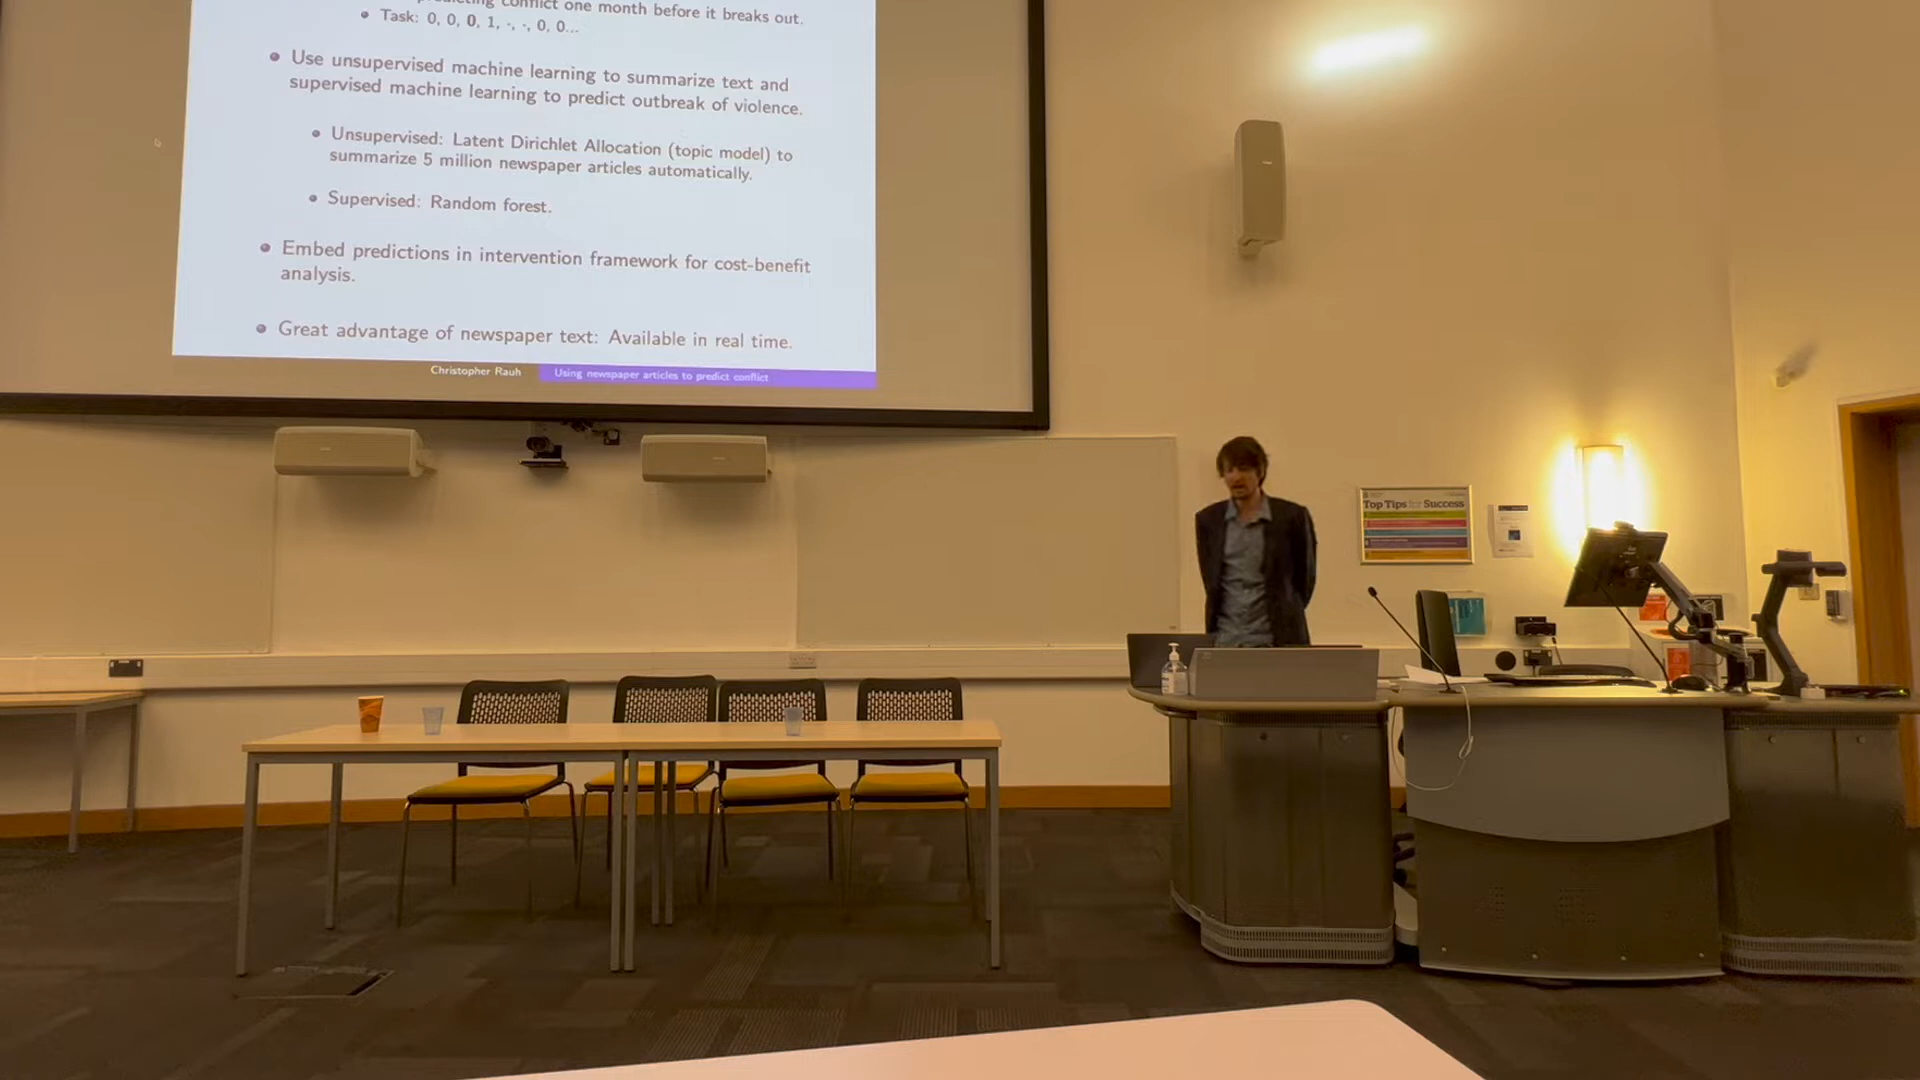 conflict one month before it breaks out.
Task: 0, 0, 0, 1, ·, ·, 0, 0...
Use unsupervised machine learning to summarize text and
supervised machine learning to predict outbreak of violence.
Unsupervised: Latent Dirichlet Allocation (topic model) to
summarize 5 million newspaper articles automatically.
Supervised: Random forest.
Embed predictions in intervention framework for cost-benefit
analysis.
Great advantage of newspaper text: Available in real time.
Christopher Rauh
Using newspaper articles to predict conflict
Top Tips for Success